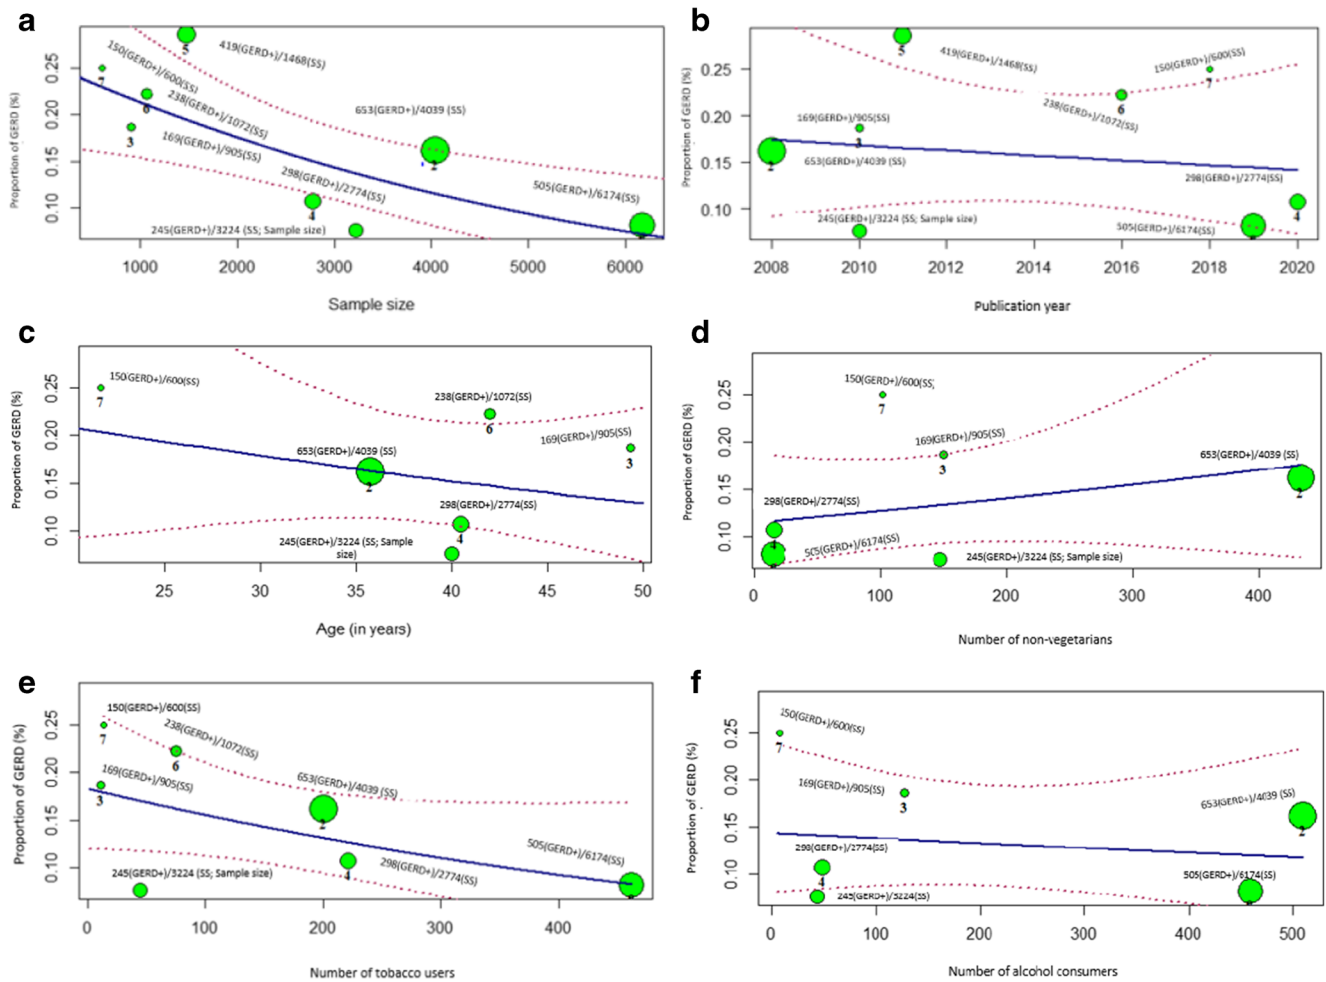 a
Proportion of GERD (%)
0.10 0.15 0.20 0.25
150(GERD+)/600(SS)
419(GERD+)/1468(SS)
238(GERD+)/1072(SS)
653(GERD+)/4039 (SS)
169(GERD+)/905(SS)
298(GERD+)/2774(SS)
505(GERD+)/6174(SS)
245(GERD+)/3224 (SS; Sample size)
5
7
6
3
2
4
1000 2000 3000 4000 5000 6000
Sample size
b
Proportion of GERD (%)
0.10 0.15 0.20 0.25
419(GERD+)/1468(SS)
150(GERD+)/600(SS)
238(GERD+)/1072(SS)
169(GERD+)/905(SS)
653(GERD+)/4039 (SS)
298(GERD+)/2774(SS)
245(GERD+)/3224 (SS; Sample size)
505(GERD+)/6174(SS)
5
7
6
3
2
4
2008 2010 2012 2014 2016 2018 2020
Publication year
c
Proportion of GERD (%)
0.10 0.15 0.20 0.25
150(GERD+)/600(SS)
238(GERD+)/1072(SS)
169(GERD+)/905(SS)
653(GERD+)/4039 (SS)
298(GERD+)/2774(SS)
245(GERD+)/3224 (SS; Sample
size)
7
6
3
2
4
25 30 35 40 45 50
Age (in years)
d
Proportion of GERD (%)
0.10 0.15 0.20 0.25
150(GERD+)/600(SS;
169(GERD+)/905(SS)
653(GERD+)/4039 (SS)
298(GERD+)/2774(SS)
505(GERD+)/6174(SS)
245(GERD+)/3224 (SS; Sample size)
7
3
2
4
0 100 200 300 400
Number of non-vegetarians
e
Proportion of GERD (%)
0.10 0.15 0.20 0.25
150(GERD+)/600(SS)
238(GERD+)/1072(SS)
169(GERD+)/905(SS)
653(GERD+)/4039 (SS)
505(GERD+)/6174(SS)
298(GERD+)/2774(SS)
245(GERD+)/3224 (SS; Sample size)
7
6
3
2
4
0 100 200 300 400
Number of tobacco users
f
Proportion of GERD (%)
0.10 0.15 0.20 0.25
150(GERD+)/600(SS)
169(GERD+)/905(SS)
653(GERD+)/4039 (SS)
298(GERD+)/2774(SS)
505(GERD+)/6174(SS)
245(GERD+)/3224(SS)
7
3
2
4
0 100 200 300 400 500
Number of alcohol consumers